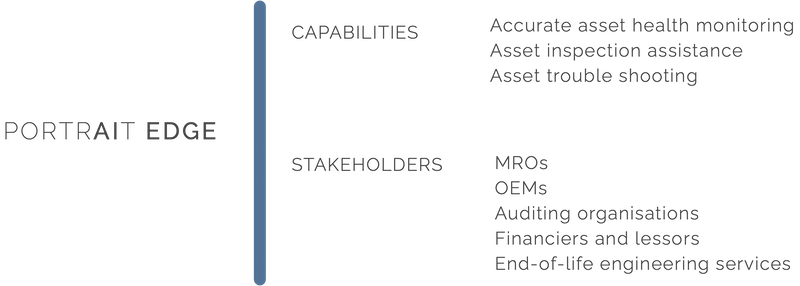 PORTRAIT EDGE
CAPABILITIES
Accurate asset health monitoring
Asset inspection assistance
Asset trouble shooting
STAKEHOLDERS
MROs
OEMs
Auditing organisations
Financiers and lessors
End-of-life engineering services